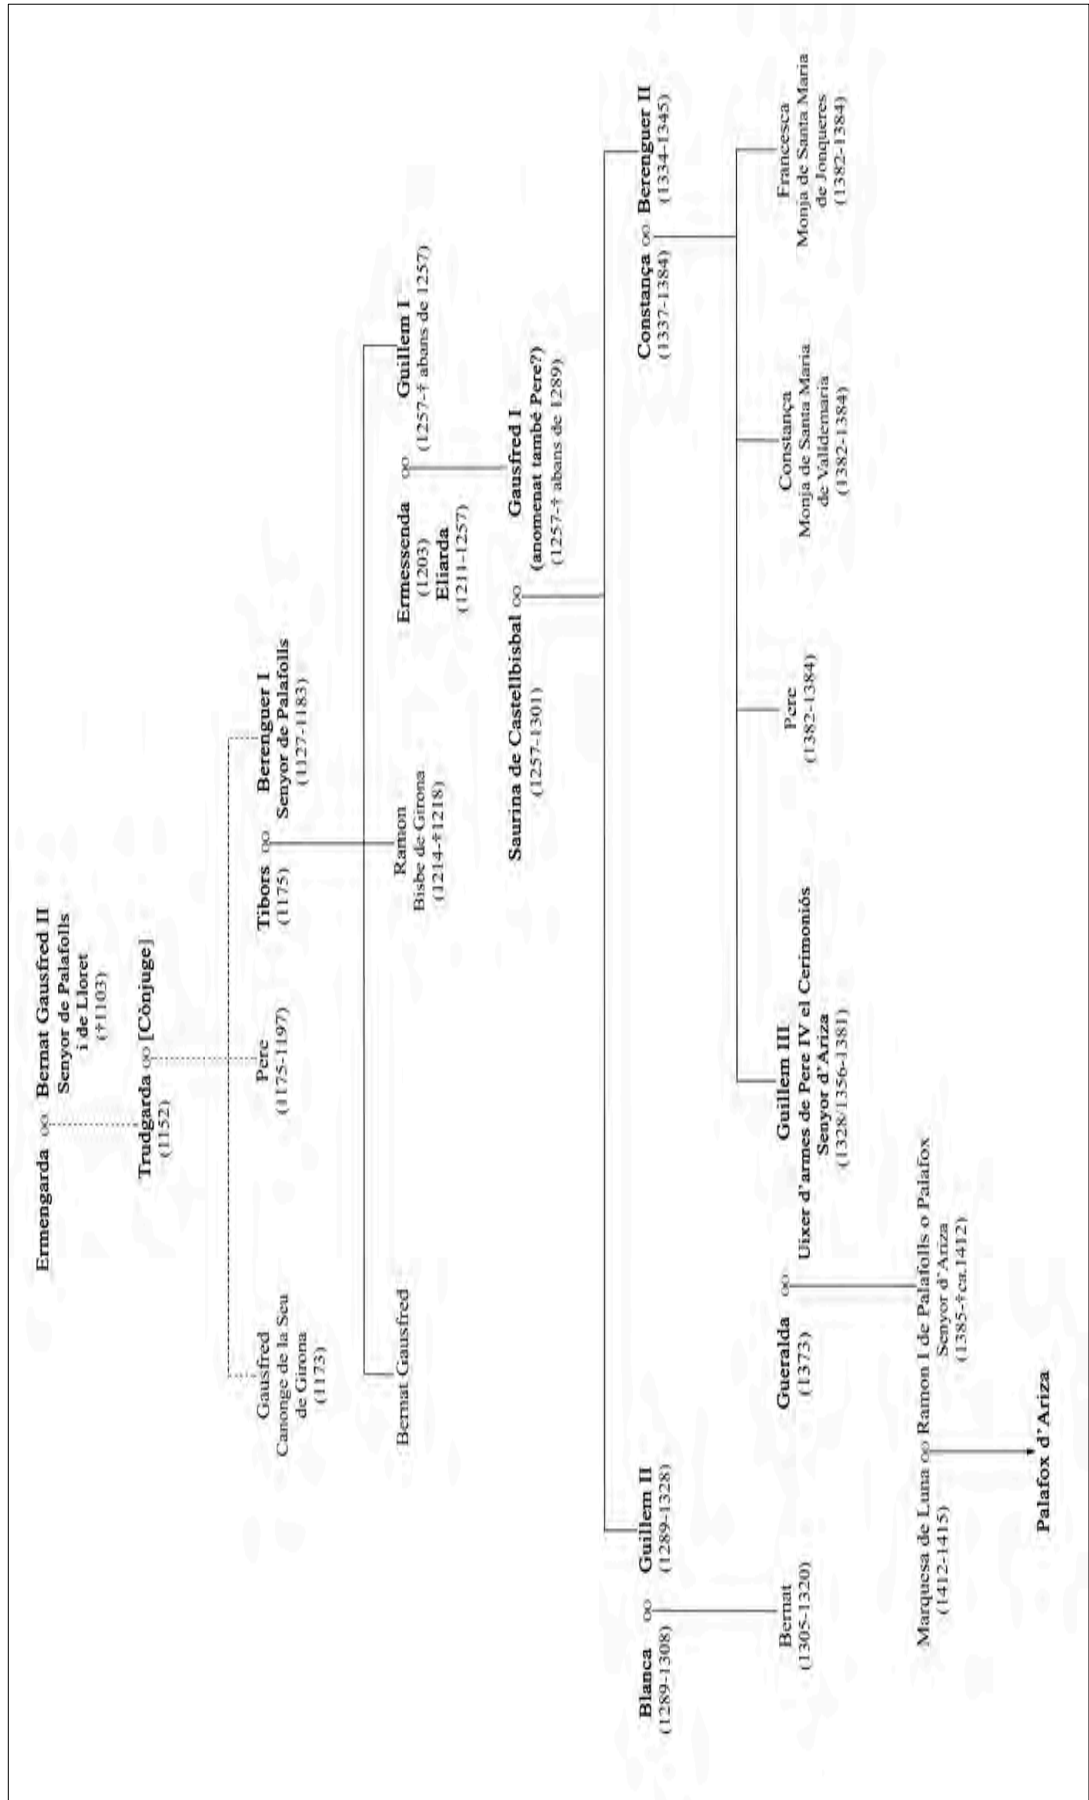 Ermengarda ∞ Bernat Gausfred II
Senyor de Palafolls
i de Lloret
(†1103)
Trudgarda ∞ [Cònjuge]
(1152)
Gausfred
Canonge de la Seu
de Girona
(1173)
Pere
(1175-1197)
Tibors ∞ Berenguer I
(1175)
Senyor de Palafolls
(1127-1183)
Bernat Gausfred
Ramon
Bisbe de Girona
(1214-†1218)
Ermessenda ∞ Guillem I
(1203)
(1257-† abans de 1257)
Eliarda
(1211-1257)
Saurina de Castellbisbal ∞ Gausfred I
(1257-1301)
(anomenat també Pere?)
(1257-† abans de 1289)
Blanca ∞ Guillem II
(1289-1308)
(1289-1328)
Constança ∞ Berenguer II
(1337-1384)
(1334-1345)
Bernat
(1305-1320)
Gueralda ∞ Guillem III
(1373)
Uixer d'armes de Pere IV el Cerimoniós
Senyor d'Ariza
(1328/1356-1381)
Pere
(1382-1384)
Constança
Monja de Santa Maria
de Valldemaria
(1382-1384)
Francesca
Monja de Santa Maria
de Jonqueres
(1382-1384)
Marquesa de Luna ∞ Ramon I de Palafolls o Palafox
(1412-1415)
Senyor d'Ariza
(1385-†ca.1412)
Palafox d'Ariza